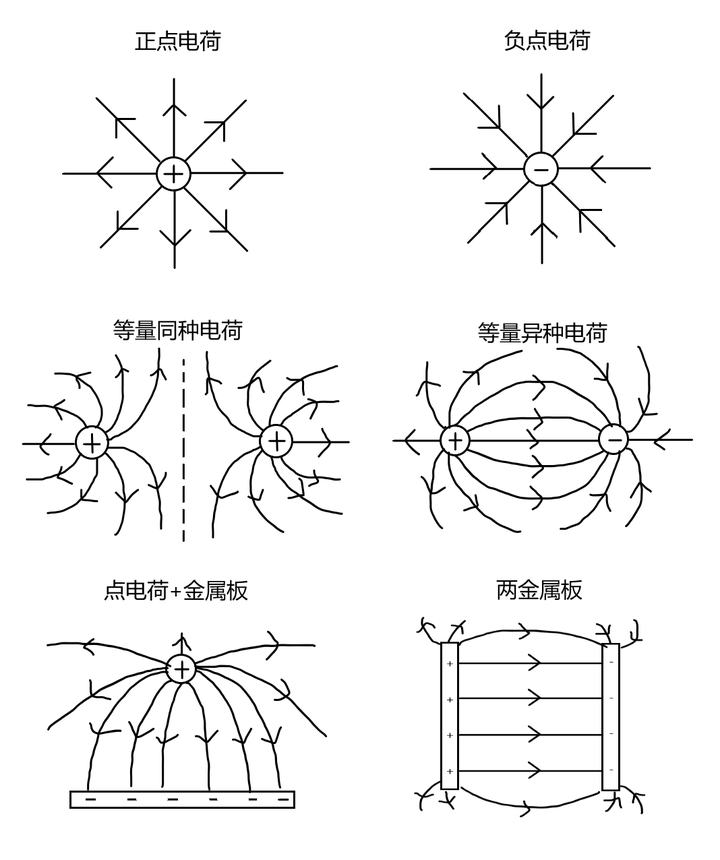 正点电荷
负点电荷
+
-
等量同种电荷
等量异种电荷
+
+
+
-
点电荷+金属板
两金属板
+
+ -
+ -
+ -
+ -
- - - - - -